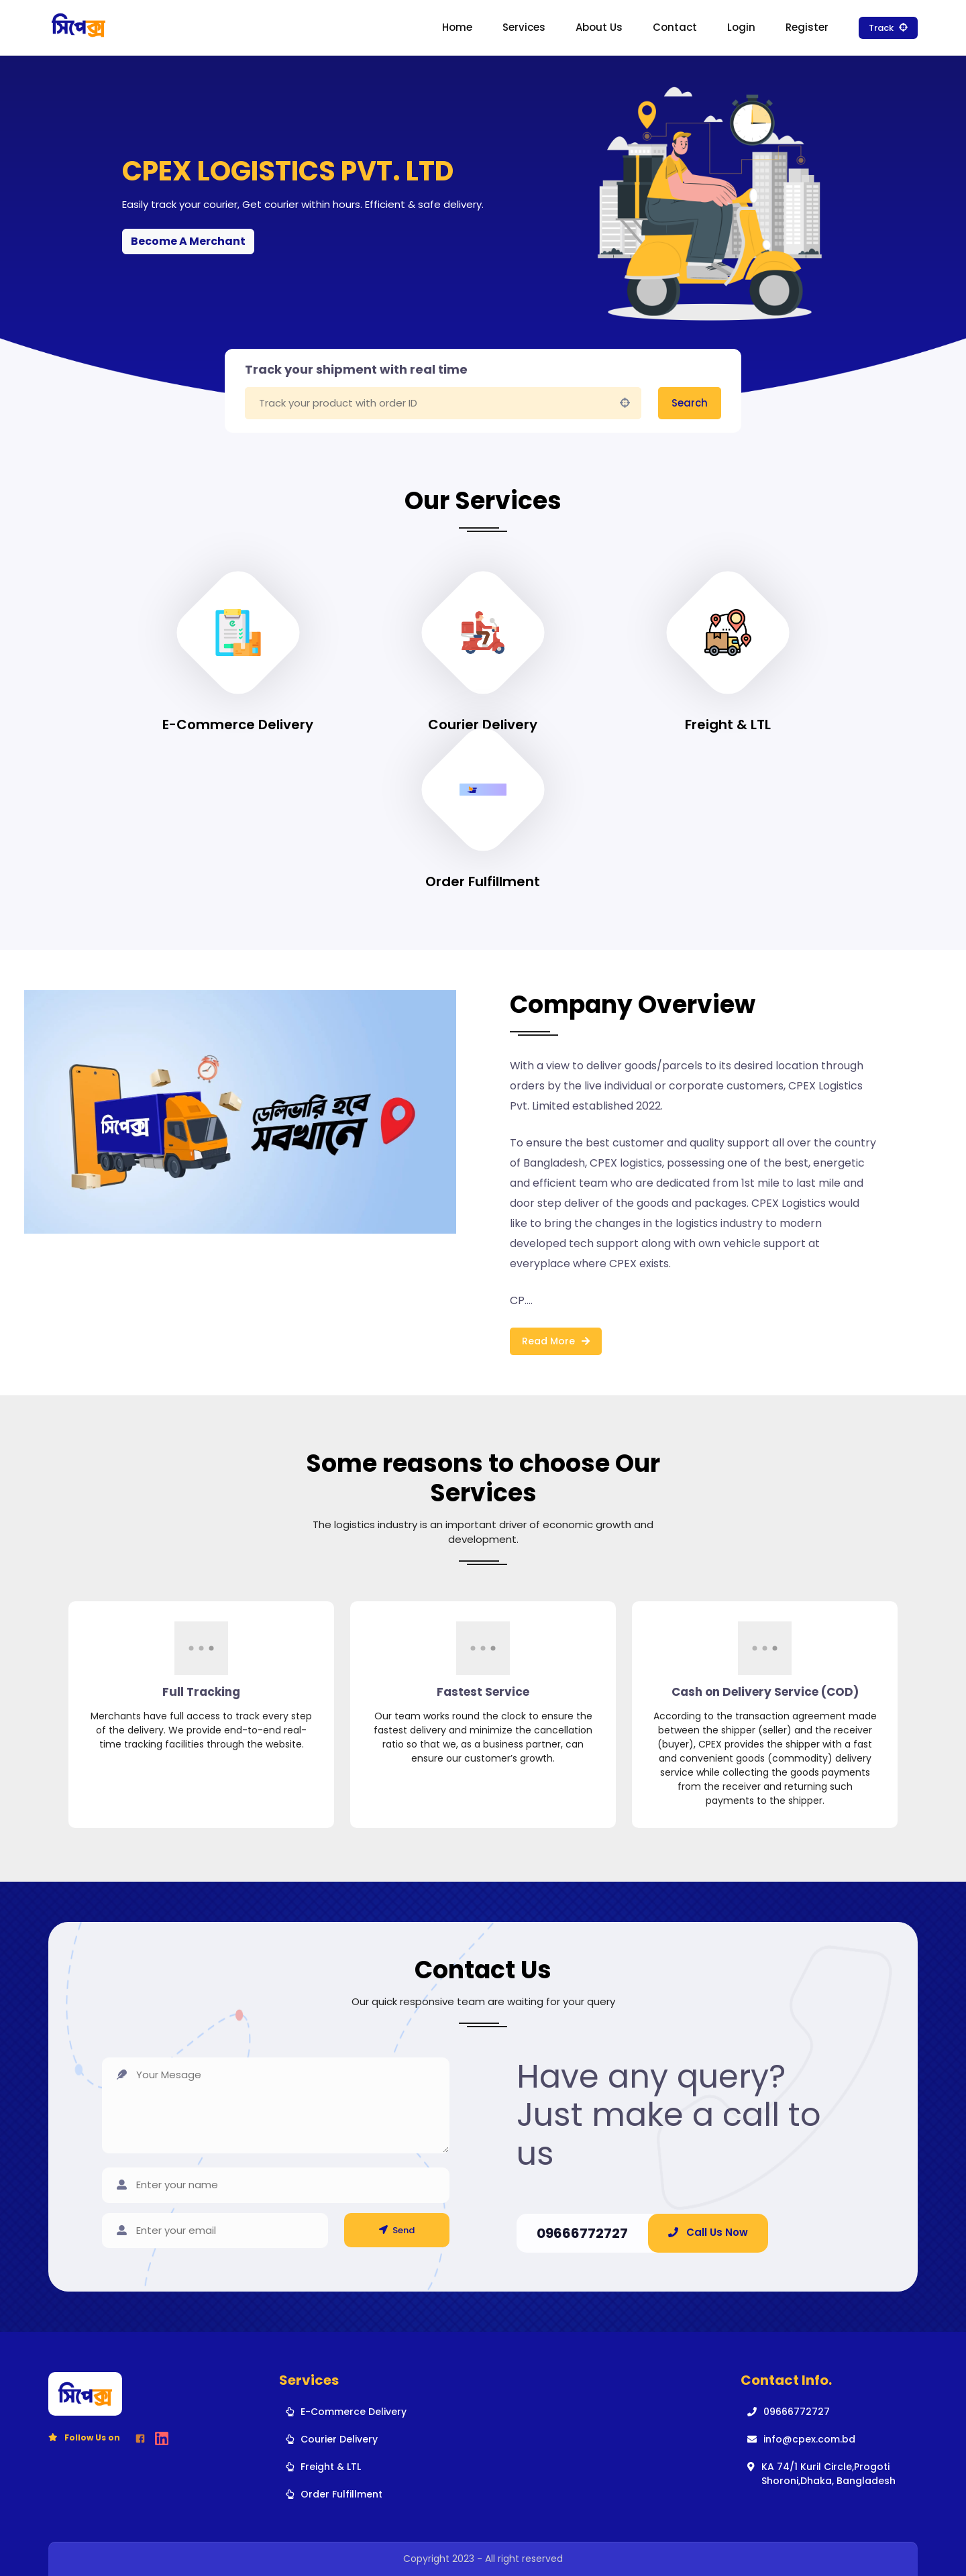 সিপেক্স
Home Services About Us Contact Login Register Track
CPEX LOGISTICS PVT. LTD
Easily track your courier, Get courier within hours. Efficient & safe delivery.
Become A Merchant
Track your shipment with real time
Track your product with order ID
Search
Our Services
E-Commerce Delivery
Courier Delivery
Freight & LTL
Order Fulfillment
সিপেক্স
ডেলিভারি হবে
সবখানে
Company Overview
With a view to deliver goods/parcels to its desired location through
orders by the live individual or corporate customers, CPEX Logistics
Pvt. Limited established 2022.
To ensure the best customer and quality support all over the country
of Bangladesh, CPEX logistics, possessing one of the best, energetic
and efficient team who are dedicated from 1st mile to last mile and
door step deliver of the goods and packages. CPEX Logistics would
like to bring the changes in the logistics industry to modern
developed tech support along with own vehicle support at
everyplace where CPEX exists.
CP....
Read More
Some reasons to choose Our
Services
The logistics industry is an important driver of economic growth and
development.
Full Tracking
Merchants have full access to track every step
of the delivery. We provide end-to-end real-
time tracking facilities through the website.
Fastest Service
Our team works round the clock to ensure the
fastest delivery and minimize the cancellation
ratio so that we, as a business partner, can
ensure our customer’s growth.
Cash on Delivery Service (COD)
According to the transaction agreement made
between the shipper (seller) and the receiver
(buyer), CPEX provides the shipper with a fast
and convenient goods (commodity) delivery
service while collecting the goods payments
from the receiver and returning such
payments to the shipper.
Contact Us
Our quick responsive team are waiting for your query
Your Mesage
Enter your name
Enter your email
Send
Have any query?
Just make a call to
us
09666727727
Call Us Now
সিপেক্স
Follow Us on
Services
E-Commerce Delivery
Courier Delivery
Freight & LTL
Order Fulfillment
Contact Info.
09666772727
info@cpex.com.bd
KA 74/1 Kuril Circle,Progoti
Shoroni,Dhaka, Bangladesh
Copyright 2023 - All right reserved